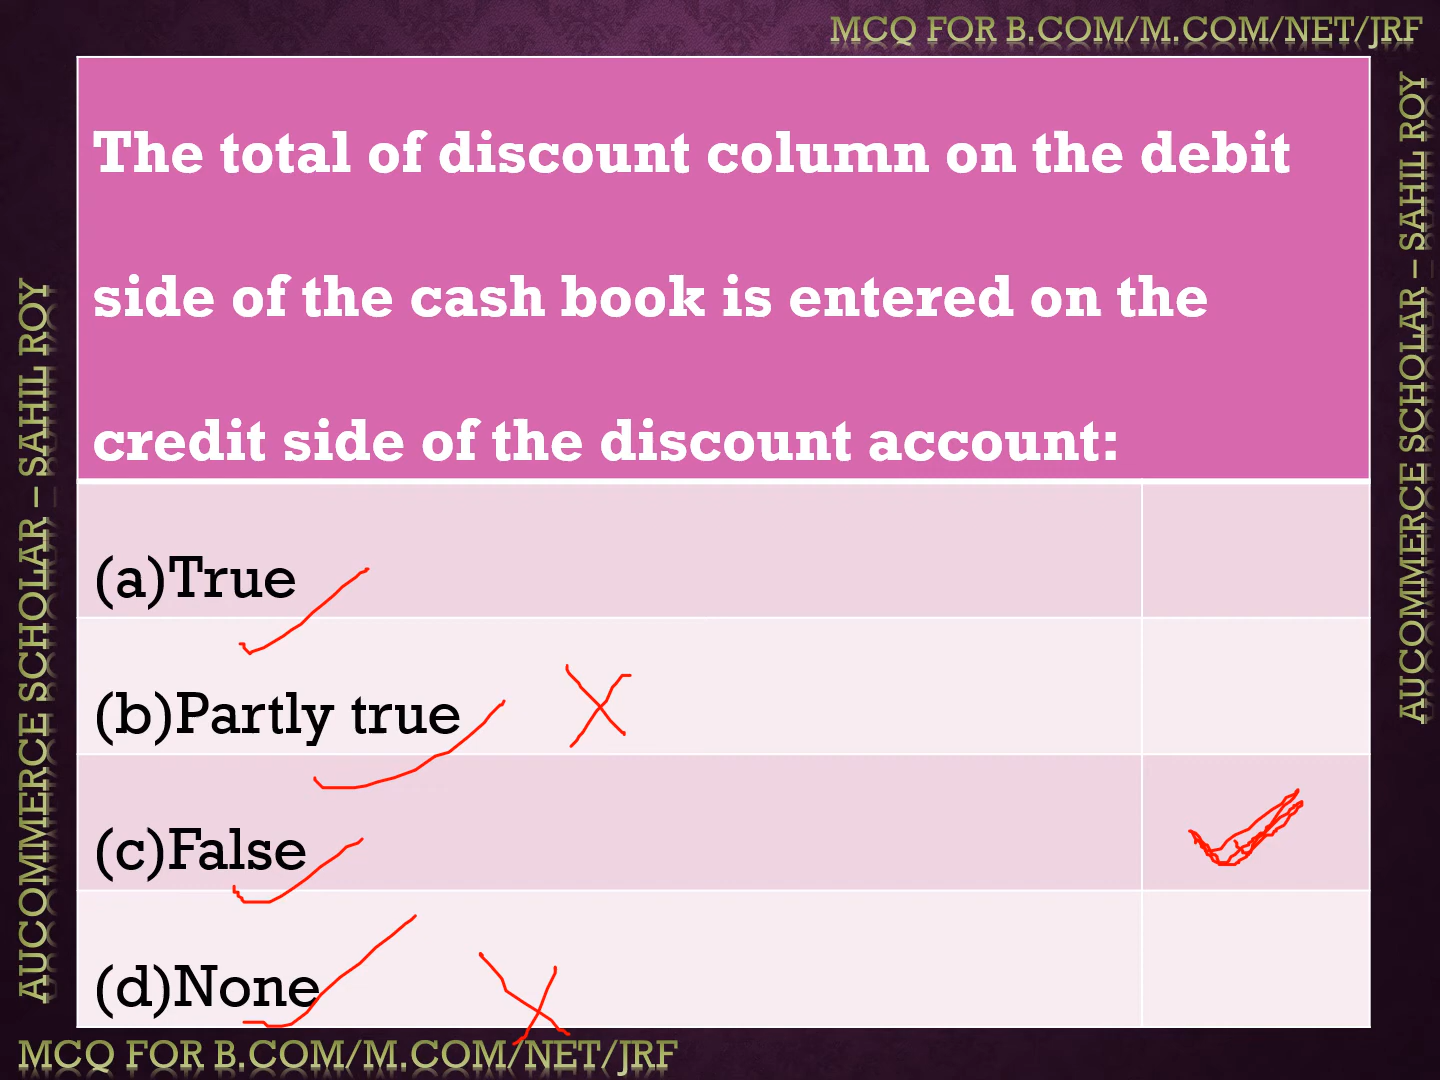 MCQ FOR B.COM/M.COM/NET/JRF
The total of discount column on the debit
side of the cash book is entered on the
credit side of the discount account:
(a)True
(b)Partly true
(c)False
(d)None
AUCOMMERCE SCHOLAR – SAHIL ROY
AUCOMMERCE SCHOLAR – SAHIL ROY
MCQ FOR B.COM/M.COM/NET/JRF